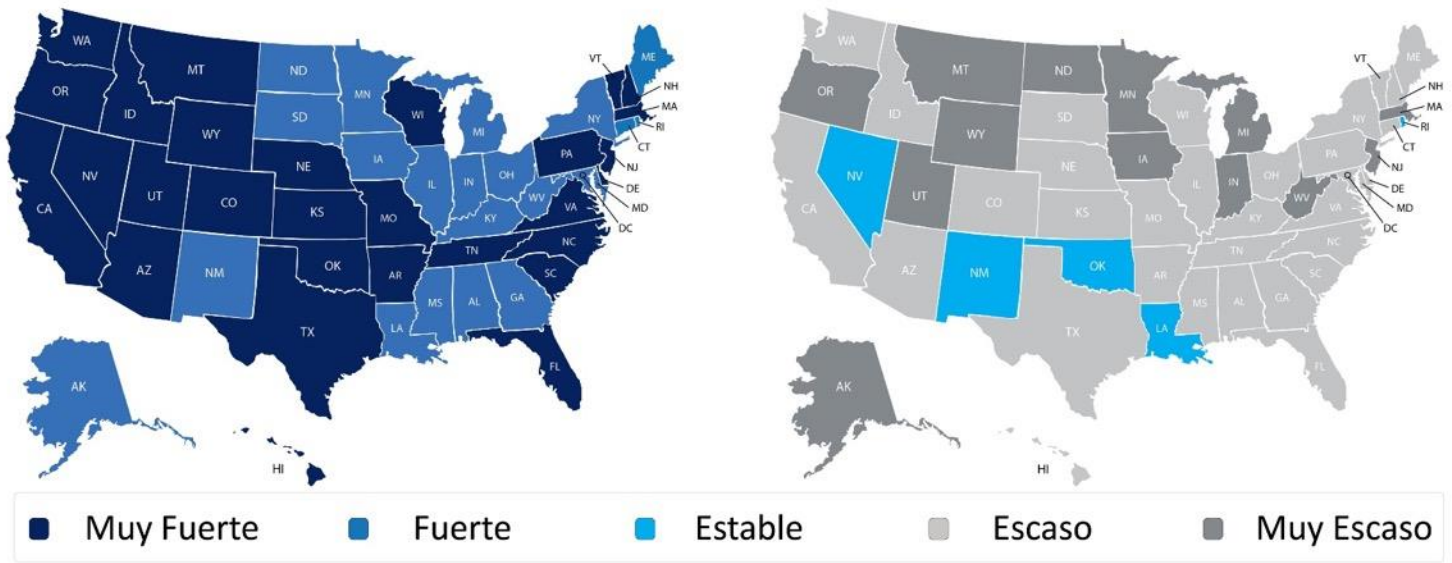 WA
MT
ND
MN
VT
ME
NH
OR
ID
WY
SD
WI
MI
NY
MA
RI
CT
NV
UT
CO
NE
IA
IL
IN
OH
PA
NJ
DE
MD
DC
CA
KS
MO
KY
WV
VA
AZ
NM
OK
AR
TN
NC
SC
TX
LA
MS
AL
GA
FL
AK
HI
WA
MT
ND
MN
VT
ME
NH
OR
ID
WY
SD
WI
MI
NY
MA
RI
CT
NV
UT
CO
NE
IA
IL
IN
OH
PA
NJ
DE
MD
DC
CA
KS
MO
KY
WV
VA
AZ
NM
OK
AR
TN
NC
SC
TX
LA
MS
AL
GA
FL
AK
HI
Muy Fuerte Fuerte Estable Escaso Muy Escaso